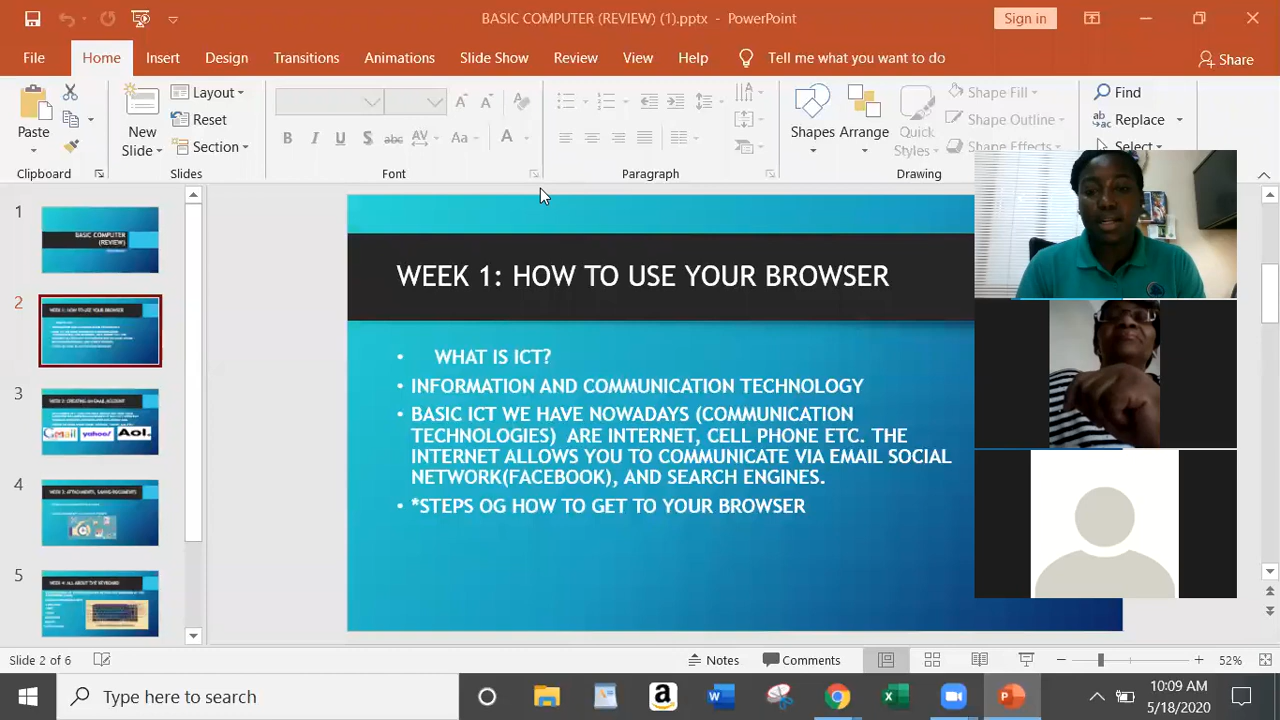 BASIC COMPUTER (REVIEW) (1).pptx - PowerPoint
Sign in
File Home Insert Design Transitions Animations Slide Show Review View Help Tell me what you want to do Share
Paste
Clipboard
New
Slide
Layout
Reset
Section
Slides
B I U S abc AV Aa A
Font
Paragraph
Shapes
Arrange
Quick
Styles
Shape Fill
Shape Outline
Shape Effects
Drawing
Find
Replace
Select
1
BASIC COMPUTER
(REVIEW)
2
WEEK 1: HOW TO USE YOUR BROWSER
3
WEEK 2: CREATING AN EMAIL ACCOUNT
Gmail yahoo! Aol.
4
WEEK 3: ATTACHMENTS, SAVING DOCUMENTS
5
WEEK 4: ALL ABOUT THE KEYBOARD
WEEK 1: HOW TO USE YOUR BROWSER
• WHAT IS ICT?
• INFORMATION AND COMMUNICATION TECHNOLOGY
• BASIC ICT WE HAVE NOWADAYS (COMMUNICATION
TECHNOLOGIES) ARE INTERNET, CELL PHONE ETC. THE
INTERNET ALLOWS YOU TO COMMUNICATE VIA EMAIL SOCIAL
NETWORK(FACEBOOK), AND SEARCH ENGINES.
• *STEPS OG HOW TO GET TO YOUR BROWSER
Slide 2 of 6
Notes
Comments
52%
Type here to search
10:09 AM
5/18/2020